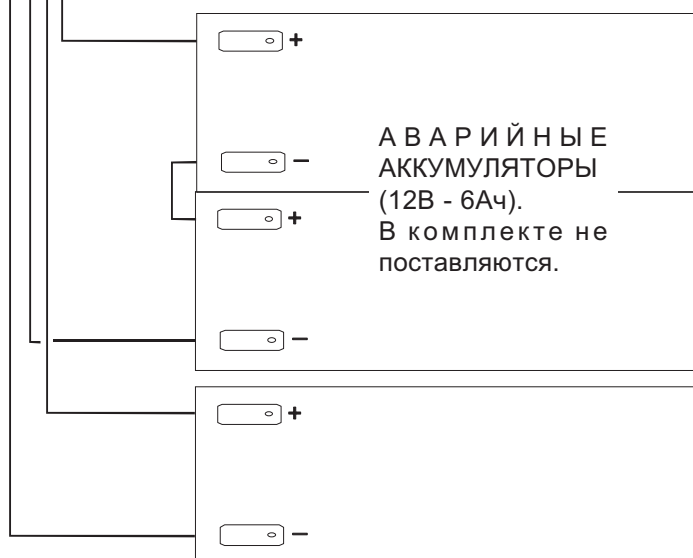 +
−
АВАРИЙНЫЕ
АККУМУЛЯТОРЫ
(12В - 6Ач).
+
В комплекте не
поставляются.
−
+
−